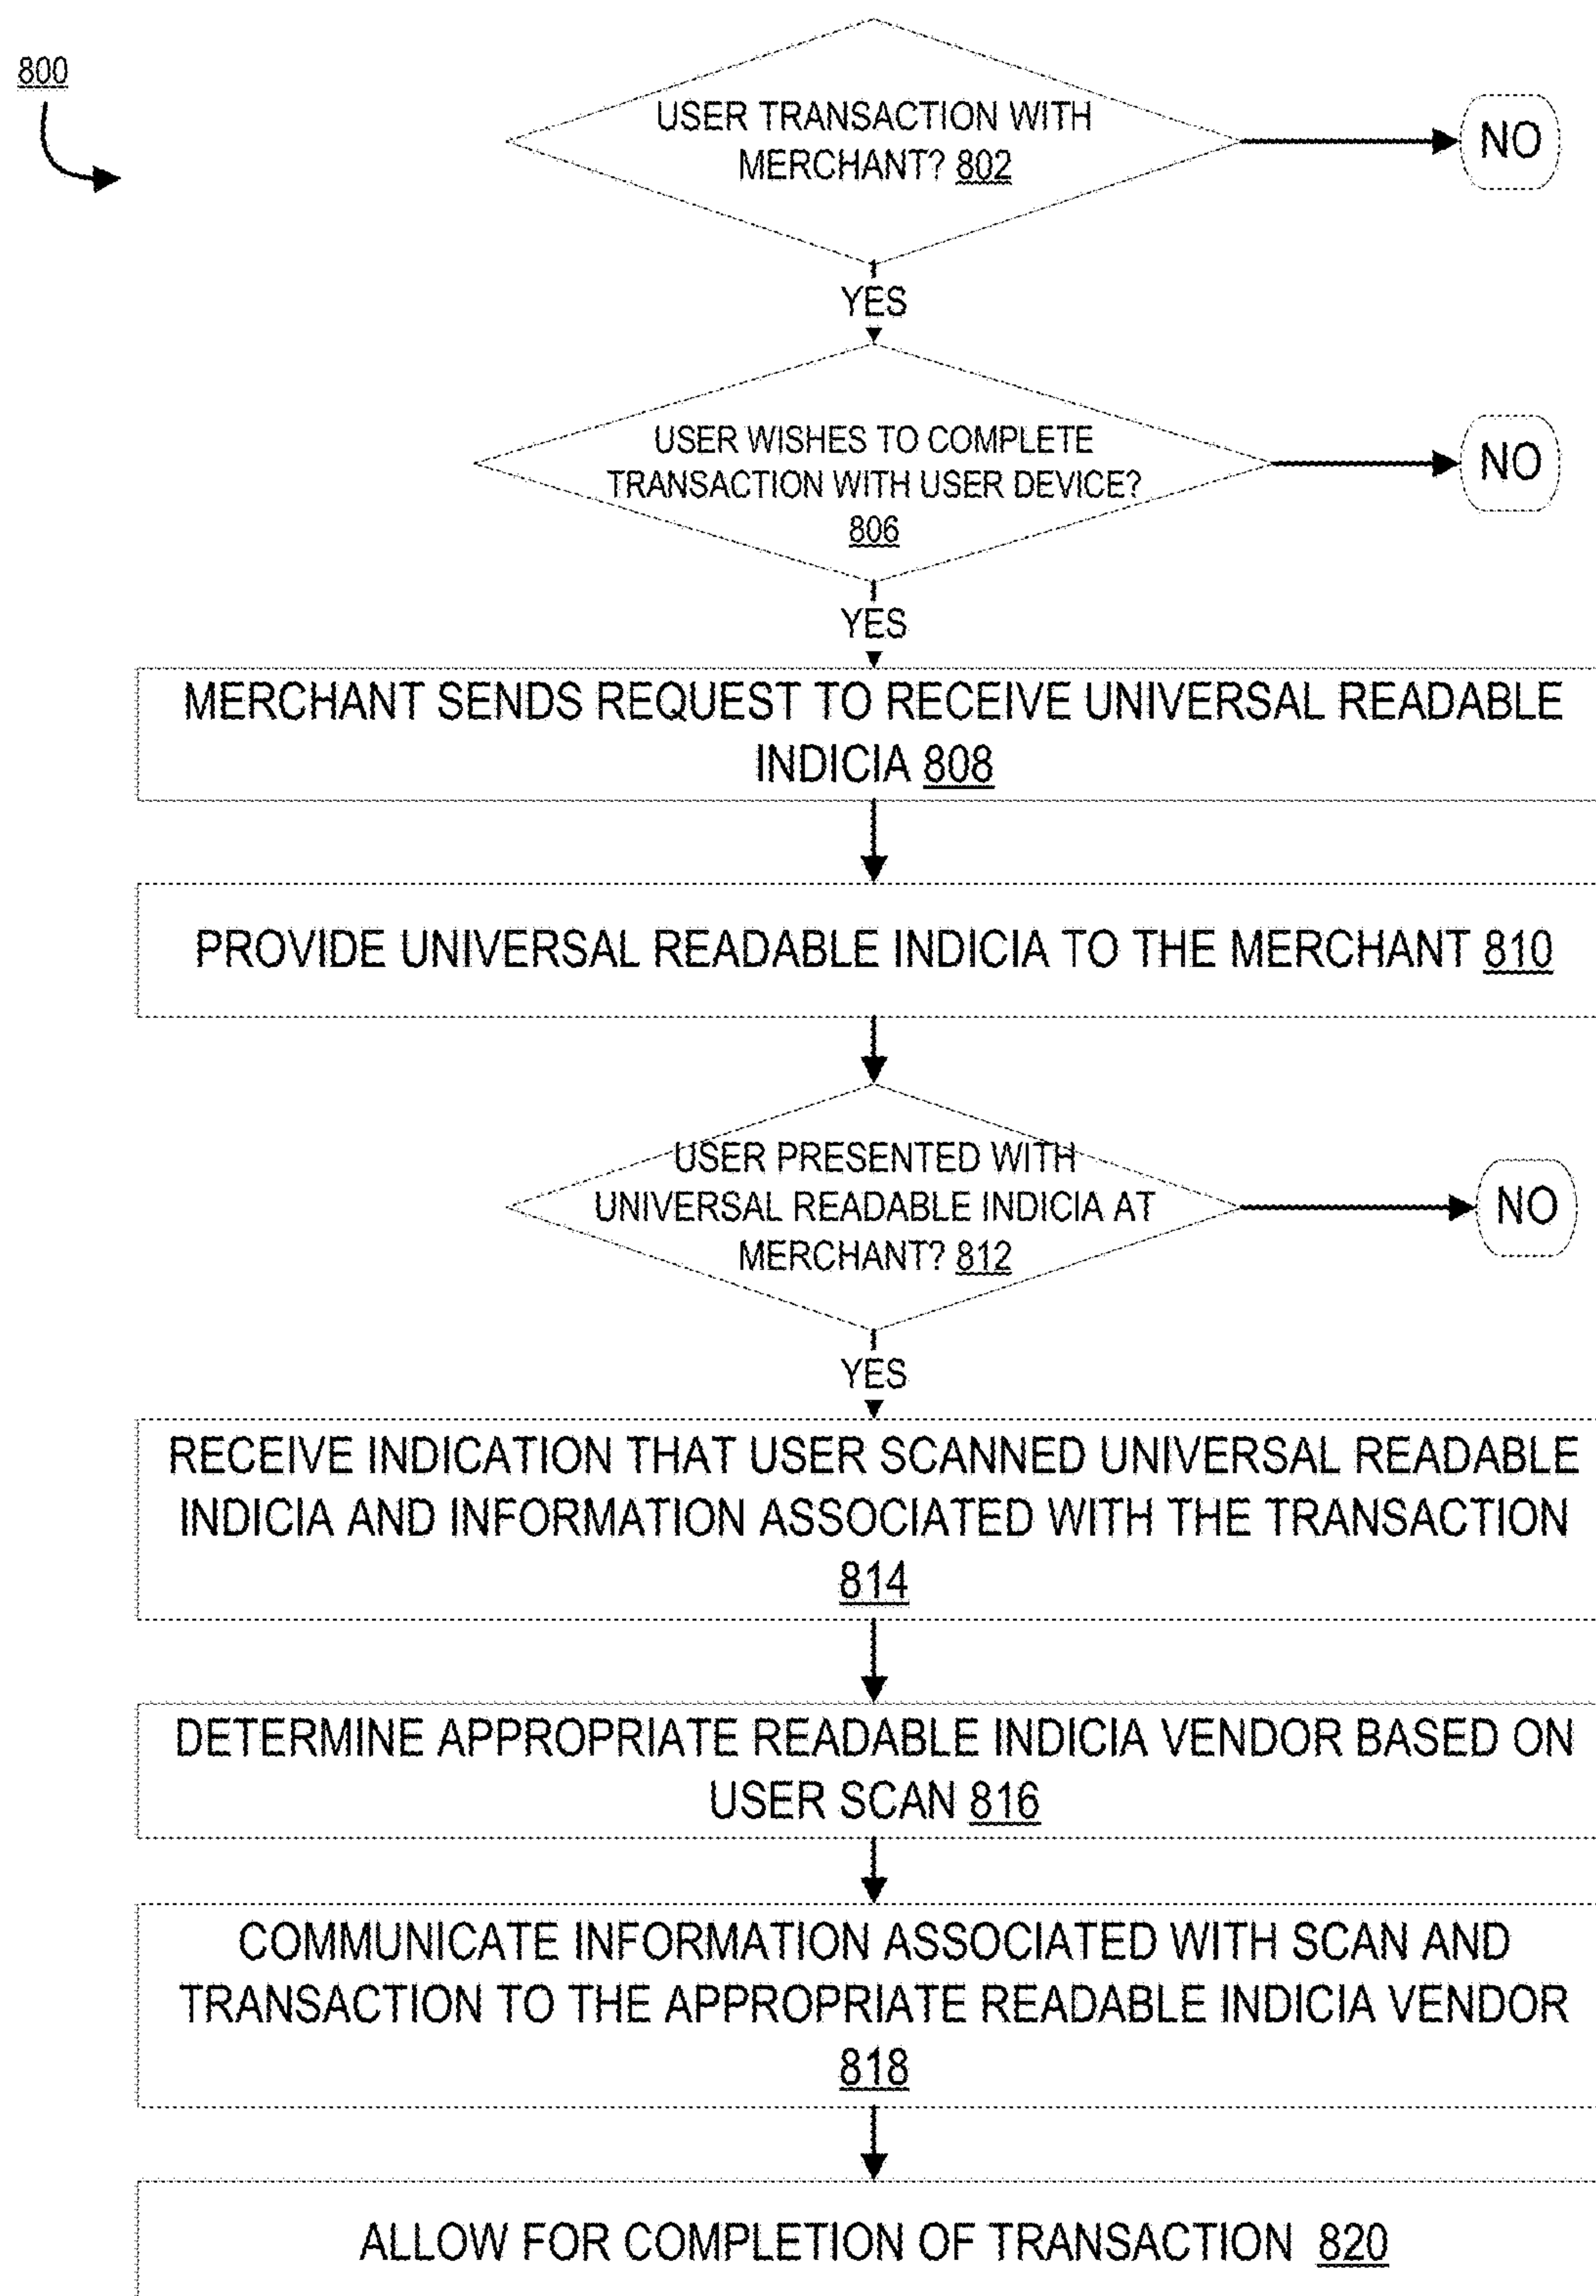 800
USER TRANSACTION WITH
MERCHANT? 802
NO
YES
USER WISHES TO COMPLETE
TRANSACTION WITH USER DEVICE?
806
NO
YES
MERCHANT SENDS REQUEST TO RECEIVE UNIVERSAL READABLE
INDICIA 808
PROVIDE UNIVERSAL READABLE INDICIA TO THE MERCHANT 810
USER PRESENTED WITH
UNIVERSAL READABLE INDICIA AT
MERCHANT? 812
NO
YES
RECEIVE INDICATION THAT USER SCANNED UNIVERSAL READABLE
INDICIA AND INFORMATION ASSOCIATED WITH THE TRANSACTION
814
DETERMINE APPROPRIATE READABLE INDICIA VENDOR BASED ON
USER SCAN 816
COMMUNICATE INFORMATION ASSOCIATED WITH SCAN AND
TRANSACTION TO THE APPROPRIATE READABLE INDICIA VENDOR
818
ALLOW FOR COMPLETION OF TRANSACTION 820